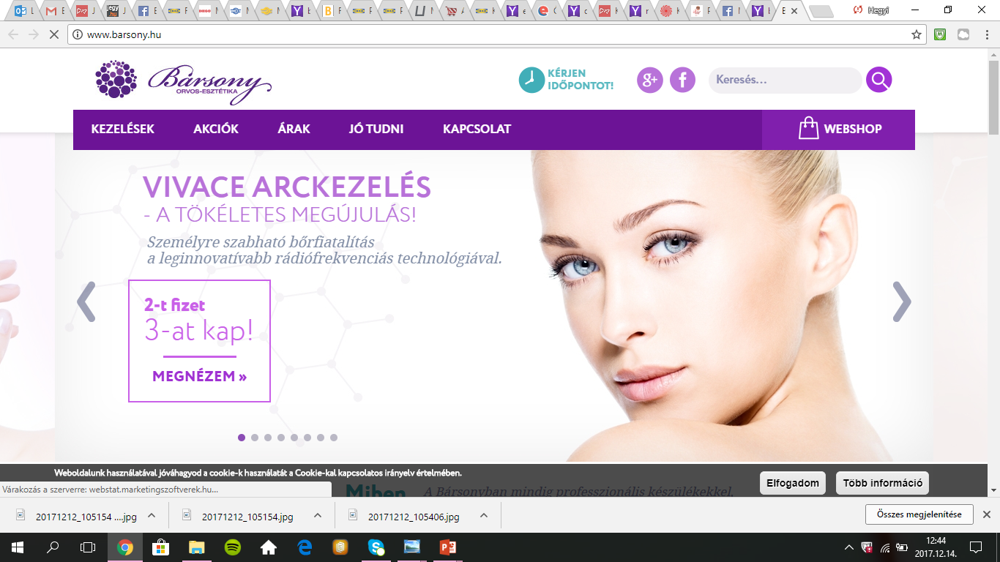 www.barsony.hu
Hegyi
Bársony
ORVOS-ESZTÉTIKA
KÉRJEN
IDŐPONTOT!
g+
f
Keresés...
KEZELÉSEK
AKCIÓK
ÁRAK
JÓ TUDNI
KAPCSOLAT
WEBSHOP
VIVACE ARCKEZELÉS
- A TÖKÉLETES MEGÚJULÁS!
Személyre szabható bőrfiatalítás
a leginnovatívabb rádiófrekvenciás technológiával.
2-t fizet
3-at kap!
MEGNÉZEM »
Weboldalunk használatával jóváhagyod a cookie-k használatát a Cookie-kal kapcsolatos irányelv értelmében.
Elfogadom
Több információ
Várakozás a szerverre: webstat.marketingszoftverek.hu...
Miben
A Bársonyban mindig professzionális készülékekkel,
20171212_105154 ....jpg
20171212_105154.jpg
20171212_105406.jpg
Összes megjelenítése
12:44
2017.12.14.